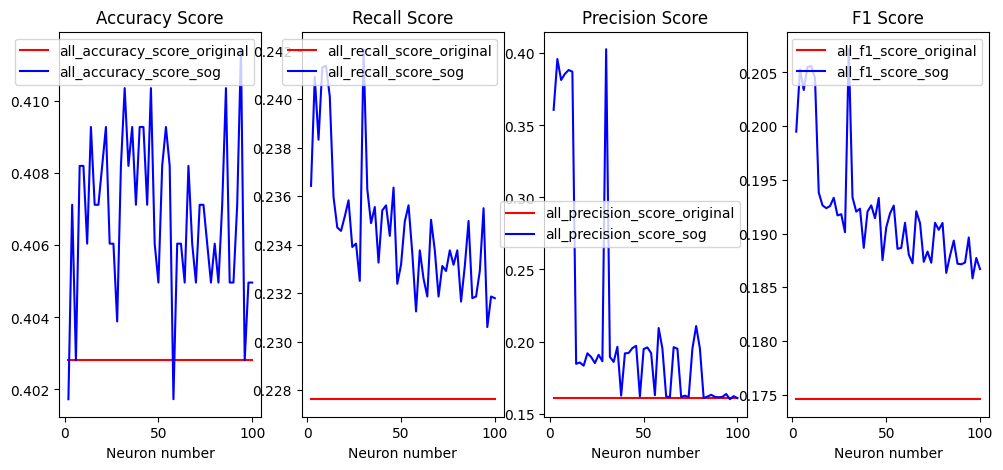 Accuracy Score
all_accuracy_score_original
all_accuracy_score_sog
0.410
0.408
0.406
0.404
0.402
0
50
100
Neuron number
Recall Score
all_recall_score_original
all_recall_score_sog
0.242
0.240
0.238
0.236
0.234
0.232
0.230
0.228
0
50
100
Neuron number
Precision Score
all_precision_score_original
all_precision_score_sog
0.40
0.35
0.30
0.25
0.20
0.15
0
50
100
Neuron number
F1 Score
all_f1_score_original
all_f1_score_sog
0.205
0.200
0.195
0.190
0.185
0.180
0.175
0
50
100
Neuron number